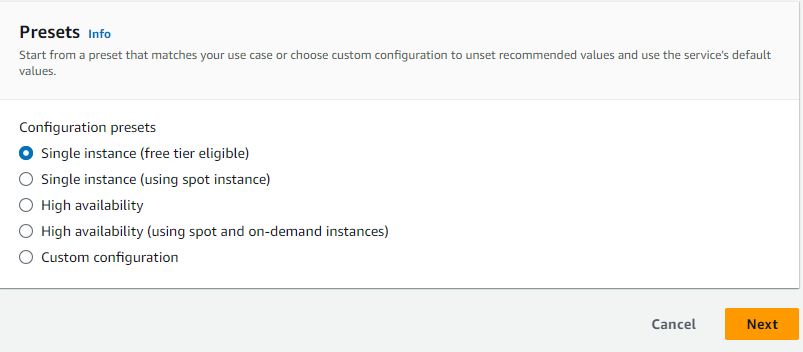 Presets Info
Start from a preset that matches your use case or choose custom configuration to unset recommended values and use the service's default
values.
Configuration presets
Single instance (free tier eligible)
Single instance (using spot instance)
High availability
High availability (using spot and on-demand instances)
Custom configuration
Cancel Next